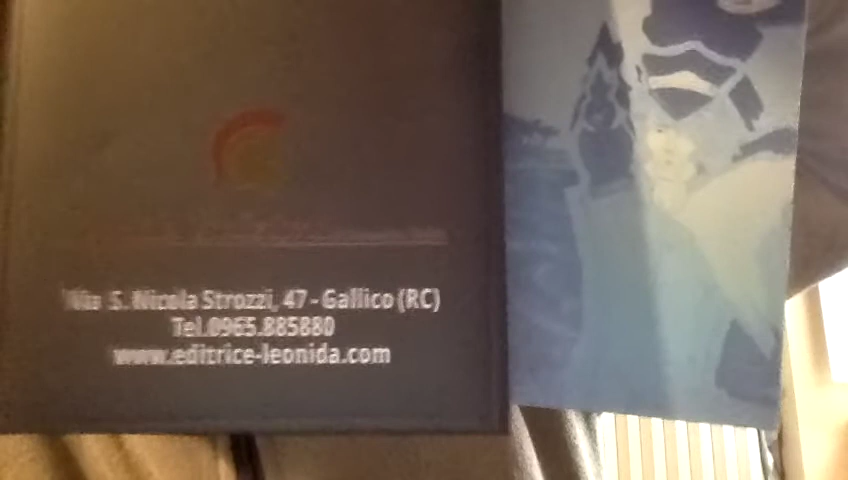 Via S. Nicola Strozzi, 47 - Gallico (RC)
Tel.0965.885880
www.editrice-leonida.com